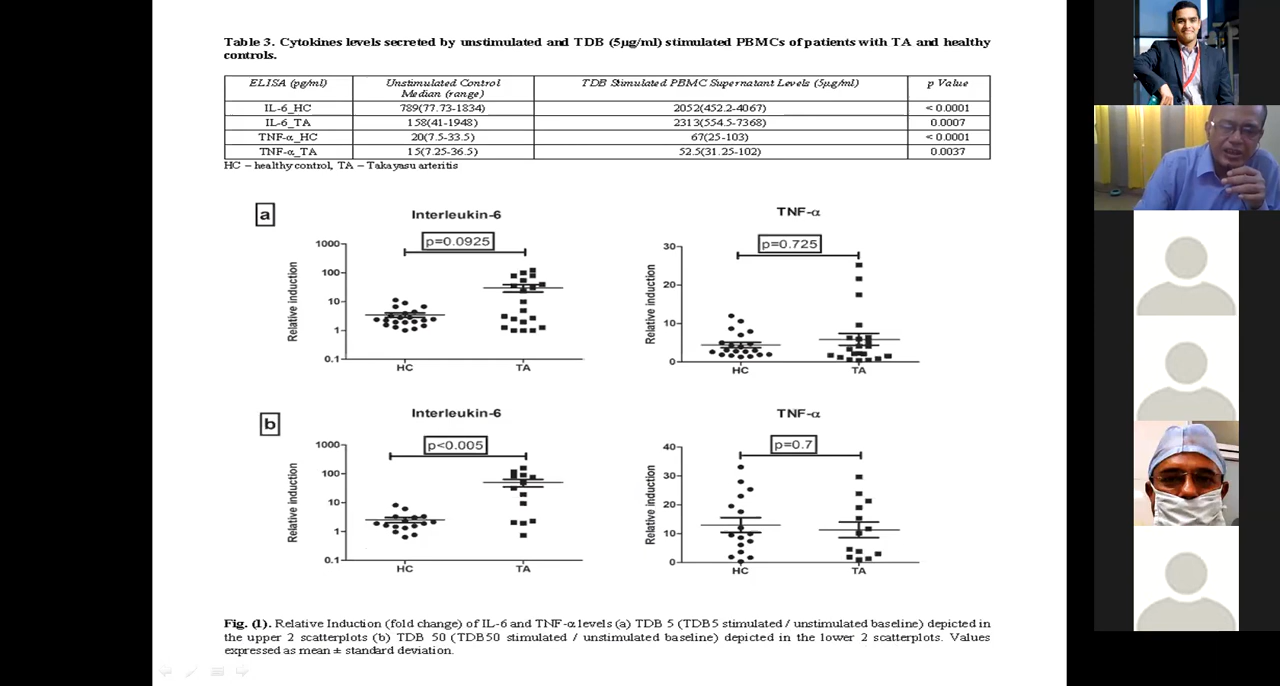 Table 3. Cytokines levels secreted by unstimulated and TDB (5µg/ml) stimulated PBMCs of patients with TA and healthy
controls.
ELISA (pg/ml) Unstimulated Control Median (range) TDB Stimulated PBMC Supernatant Levels (5µg/ml) p Value
IL-6_HC 789(77.73-1834) 2052(452.2-4067) < 0.0001
IL-6_TA 158(41-1948) 2313(554.5-7368) 0.0007
TNF-α_HC 20(7.5-33.5) 67(25-103) < 0.0001
TNF-α_TA 15(7.25-36.5) 52.5(31.25-102) 0.0037
HC – healthy control, TA – Takayasu arteritis
a
Interleukin-6
p=0.0925
Relative induction
1000
100
10
1
0.1
HC TA
TNF-α
p=0.725
Relative induction
30
20
10
0
HC TA
b
Interleukin-6
p<0.005
Relative induction
1000
100
10
1
0.1
HC TA
TNF-α
p=0.7
Relative induction
40
30
20
10
0
HC TA
Fig. (1). Relative Induction (fold change) of IL-6 and TNF-α levels (a) TDB 5 (TDB5 stimulated / unstimulated baseline) depicted in
the upper 2 scatterplots (b) TDB 50 (TDB50 stimulated / unstimulated baseline) depicted in the lower 2 scatterplots. Values
expressed as mean ± standard deviation.